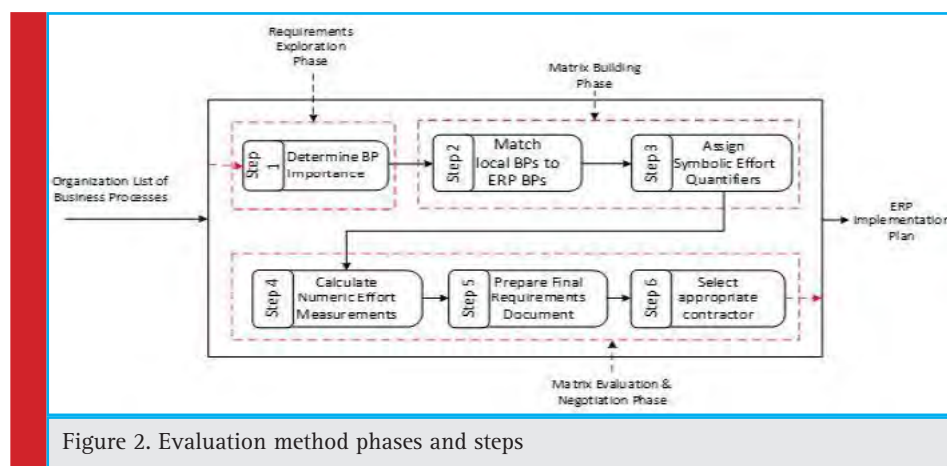 Requirements
Exploration
Phase
Matrix Building
Phase
Organization List of
Business Processes
Step 1
Determine BP
Importance
Step 2
Match
local BPs to
ERP BPs
Step 3
Assign
Symbolic Effort
Quantifiers
ERP
Implementation
Plan
Step 4
Calculate
Numeric Effort
Measurements
Step 5
Prepare Final
Requirements
Document
Step 6
Select
appropriate
contractor
Matrix Evaluation &
Negotiation Phase
Figure 2. Evaluation method phases and steps